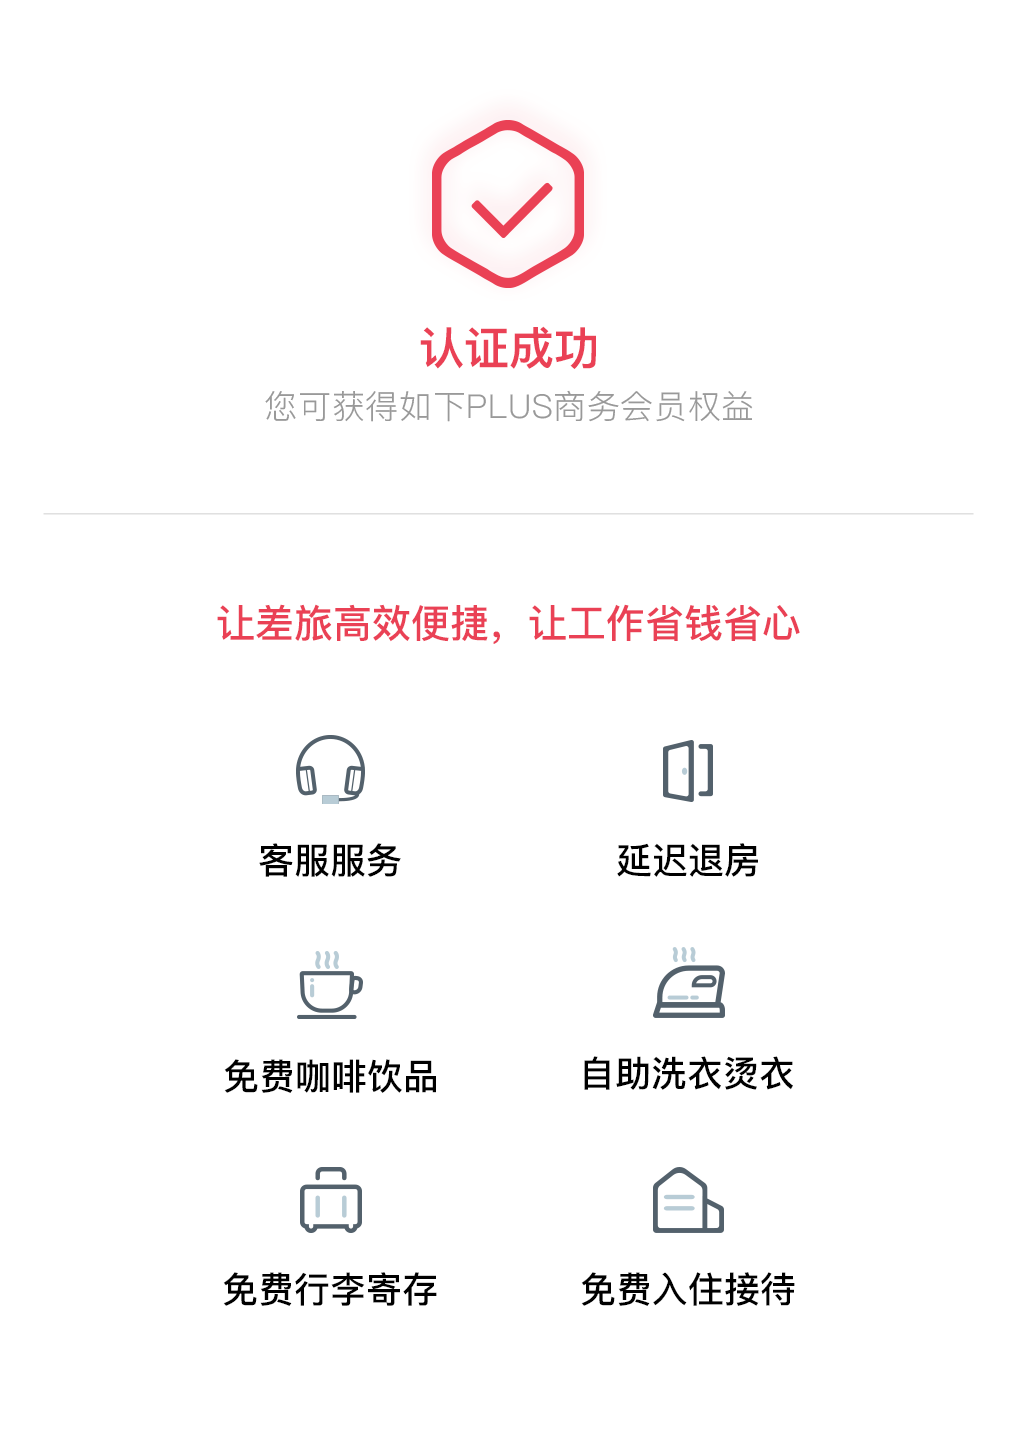 认证成功
您可获得如下PLUS商务会员权益
让差旅高效便捷，让工作省钱省心
客服服务
延迟退房
免费咖啡饮品
自助洗衣烫衣
免费行李寄存
免费入住接待